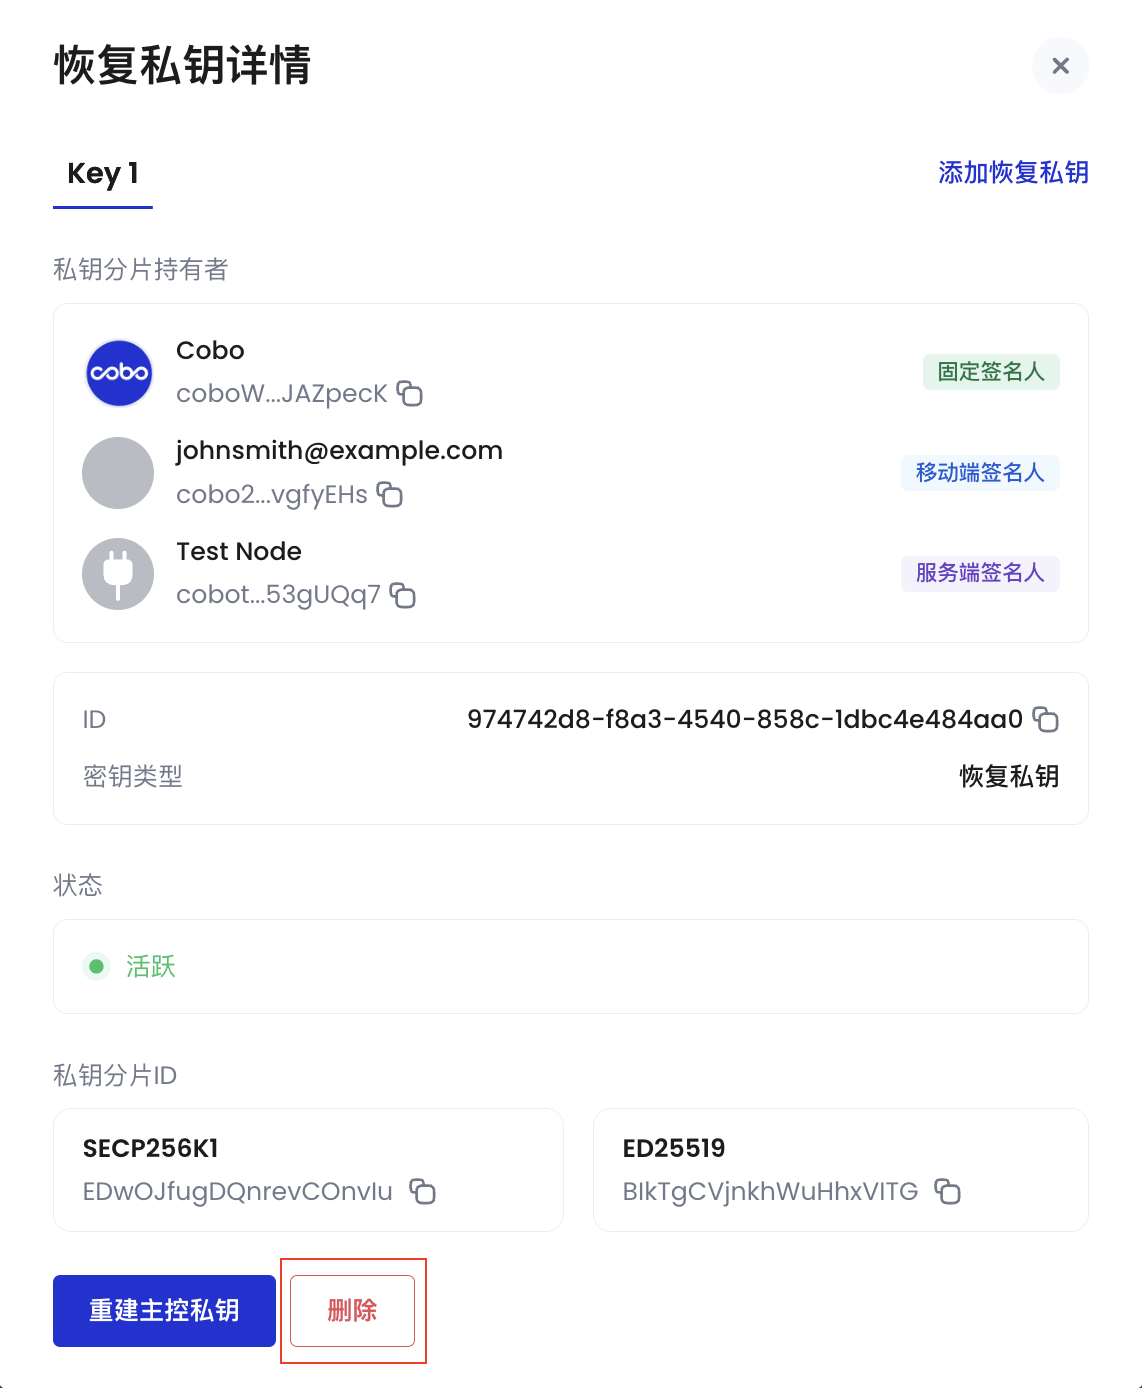 恢复私钥详情
Key 1
添加恢复私钥
私钥分片持有者
cobo
Cobo
coboW...JAZpecK
固定签名人
johnsmith@example.com
cobo2...vgfyEHs
移动端签名人
Test Node
cobot...53gUQq7
服务端签名人
ID
974742d8-f8a3-4540-858c-1dbc4e484aa0
密钥类型
恢复私钥
状态
活跃
私钥分片ID
SECP256K1
EDwOJfugDQnrevCOnvIu
ED25519
BIkTgCVjnkhWuHhxVITG
重建主控私钥
删除